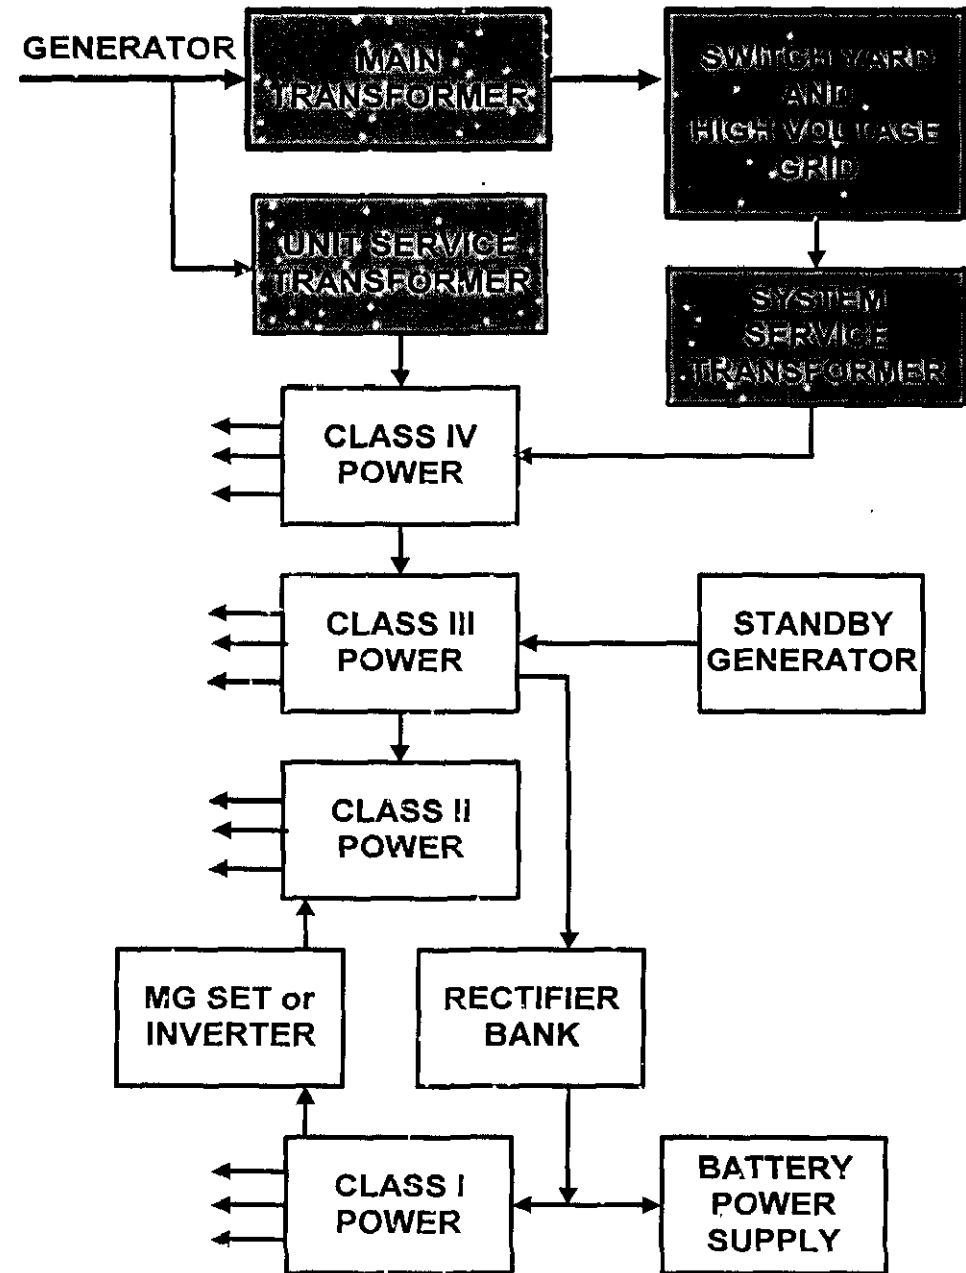 GENERATOR
MAIN
TRANSFORMER
SWITCHYARD
AND
HIGH VOLTAGE
GRID
UNIT SERVICE
TRANSFORMER
SYSTEM
SERVICE
TRANSFORMER
CLASS IV
POWER
CLASS III
POWER
STANDBY
GENERATOR
CLASS II
POWER
MG SET or
INVERTER
RECTIFIER
BANK
CLASS I
POWER
BATTERY
POWER
SUPPLY